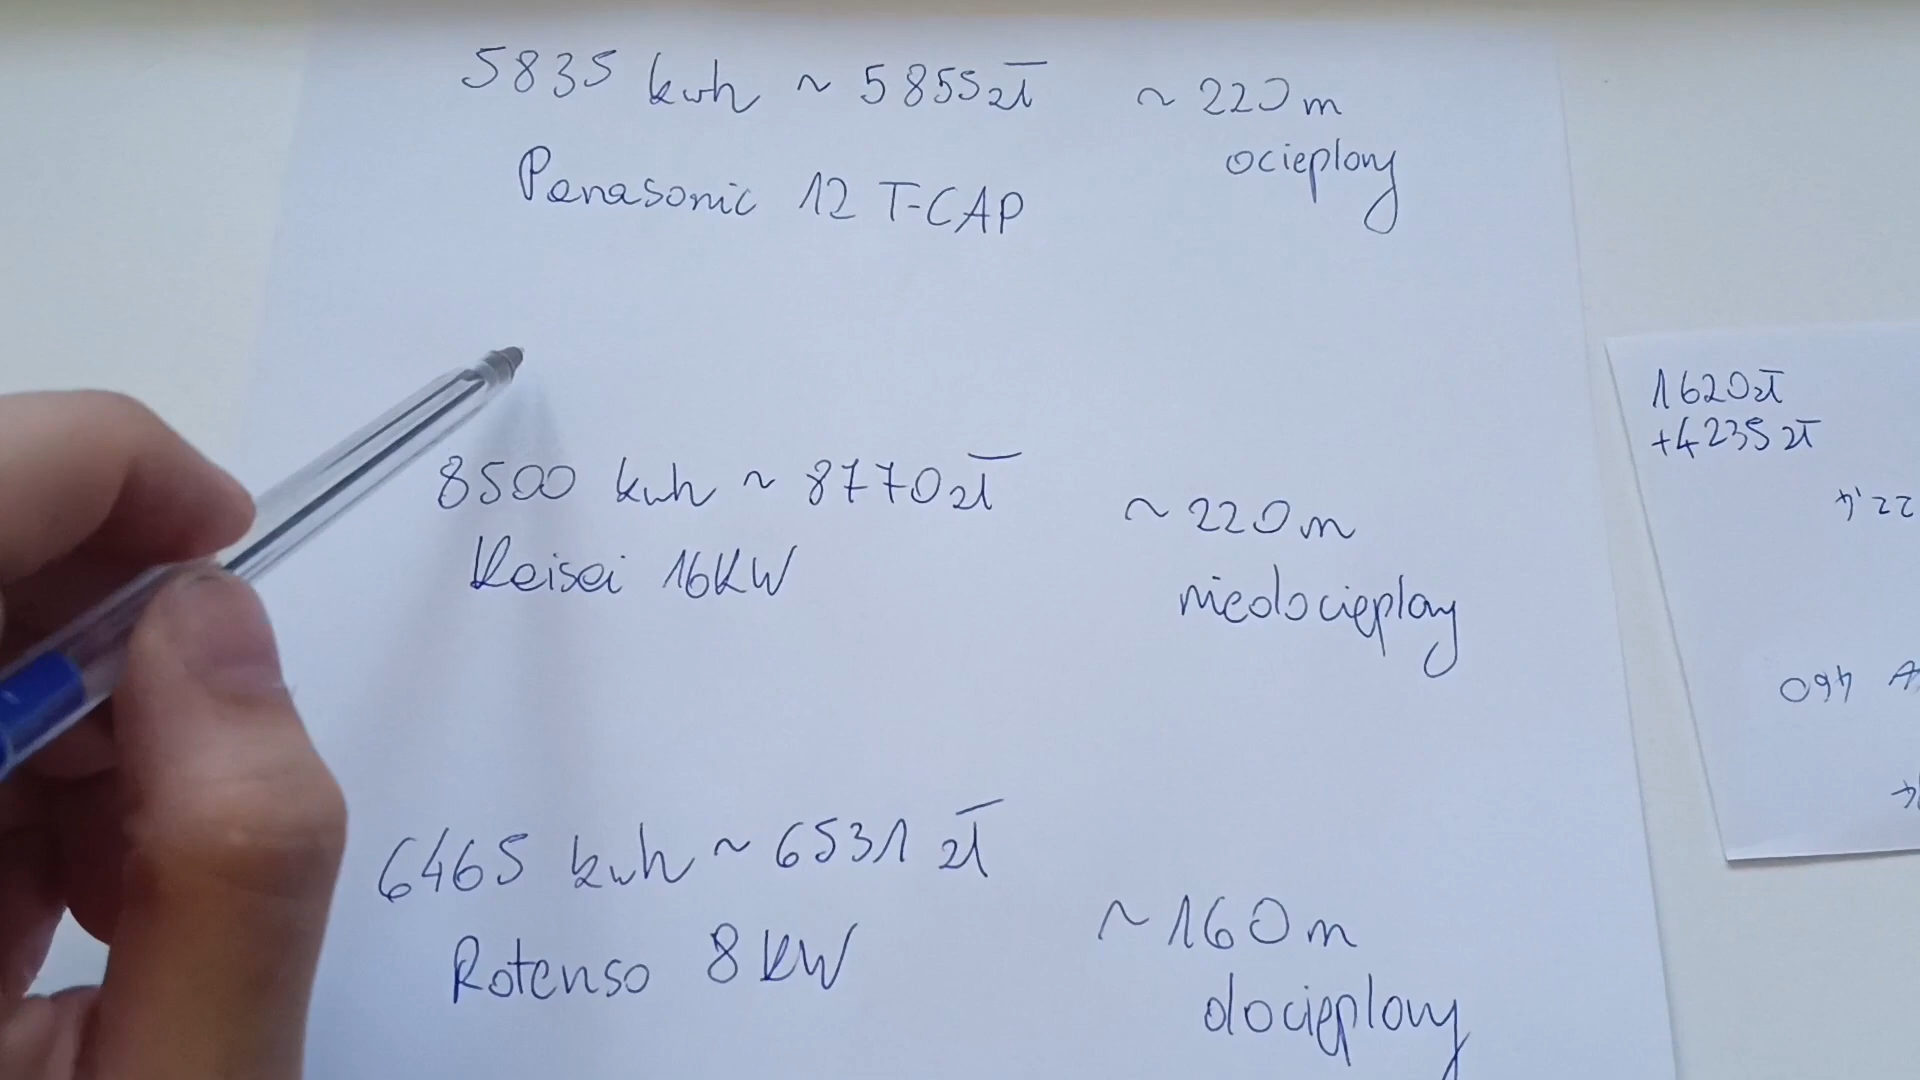 5835 kwh ~ 5855 zł ~ 220 m
ocieplony
Panasonic 12 T-CAP
8500 kwh ~ 8770 zł ~ 220 m
Keisei 16KW
niedocieplony
6465 kwh ~ 6531 zł ~ 160 m
Rotenso 8 KW
docieplony
1620 zł
+4235 zł
460